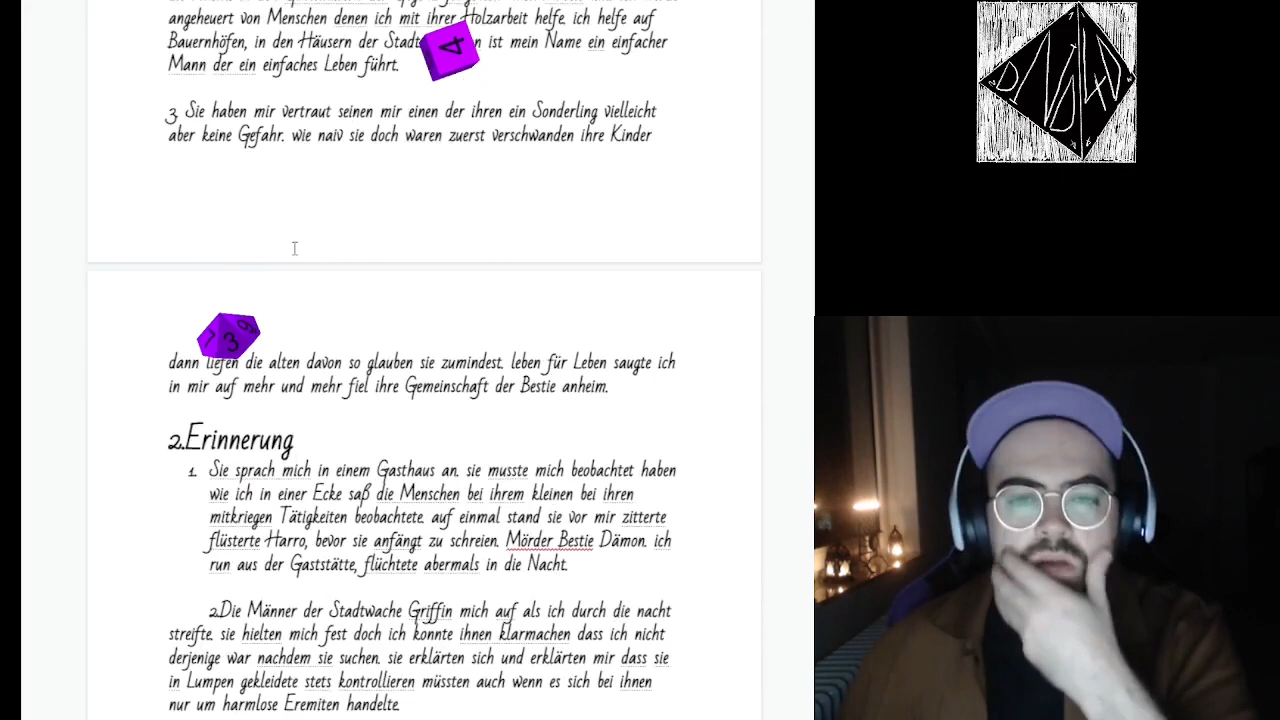 angeheuert von Menschen denen ich mit ihrer Holzarbeit helfe. ich helfe auf
Bauernhöfen, in den Häusern der Stadt n ist mein Name ein einfacher
Mann der ein einfaches Leben führt.
4
3. Sie haben mir vertraut seinen mir einen der ihren ein Sonderling vielleicht
aber keine Gefahr. wie naiv sie doch waren zuerst verschwanden ihre Kinder
7 3 9
dann liefen die alten davon so glauben sie zumindest. leben für Leben saugte ich
in mir auf mehr und mehr fiel ihre Gemeinschaft der Bestie anheim.
2.Erinnerung
1. Sie sprach mich in einem Gasthaus an. sie musste mich beobachtet haben
wie ich in einer Ecke saß die Menschen bei ihrem kleinen bei ihren
mitkriegen Tätigkeiten beobachtete. auf einmal stand sie vor mir zitterte
flüsterte Harro, bevor sie anfängt zu schreien. Mörder Bestie Dämon. ich
run aus der Gaststätte, flüchtete abermals in die Nacht.
2.Die Männer der Stadtwache Griffin mich auf als ich durch die nacht
streifte. sie hielten mich fest doch ich konnte ihnen klarmachen dass ich nicht
derjenige war nachdem sie suchen. sie erklärten sich und erklärten mir dass sie
in Lumpen gekleidete stets kontrollieren müssten auch wenn es sich bei ihnen
nur um harmlose Eremiten handelte.